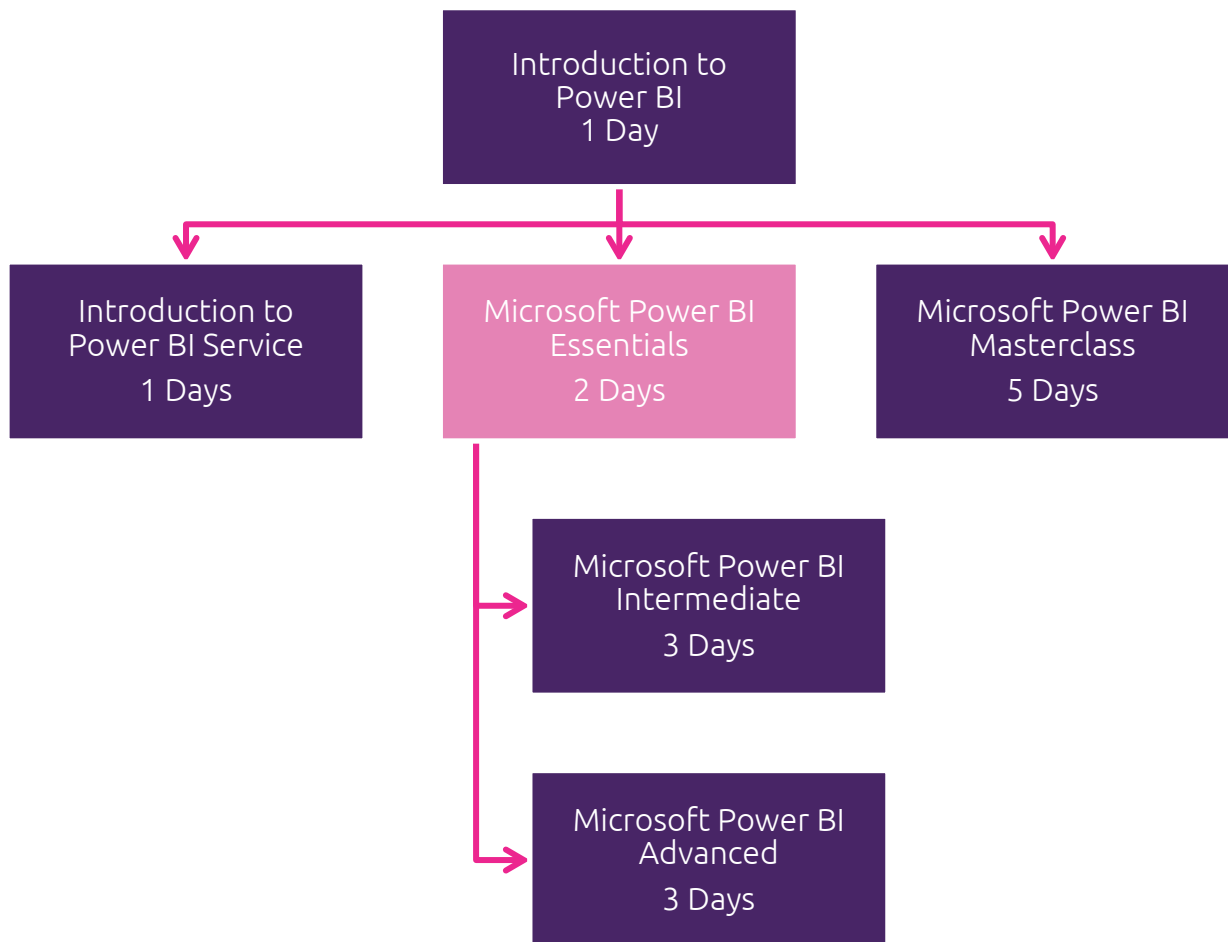 Introduction to
Power BI
1 Day
Introduction to
Power BI Service
1 Days
Microsoft Power BI
Essentials
2 Days
Microsoft Power BI
Masterclass
5 Days
Microsoft Power BI
Intermediate
3 Days
Microsoft Power BI
Advanced
3 Days